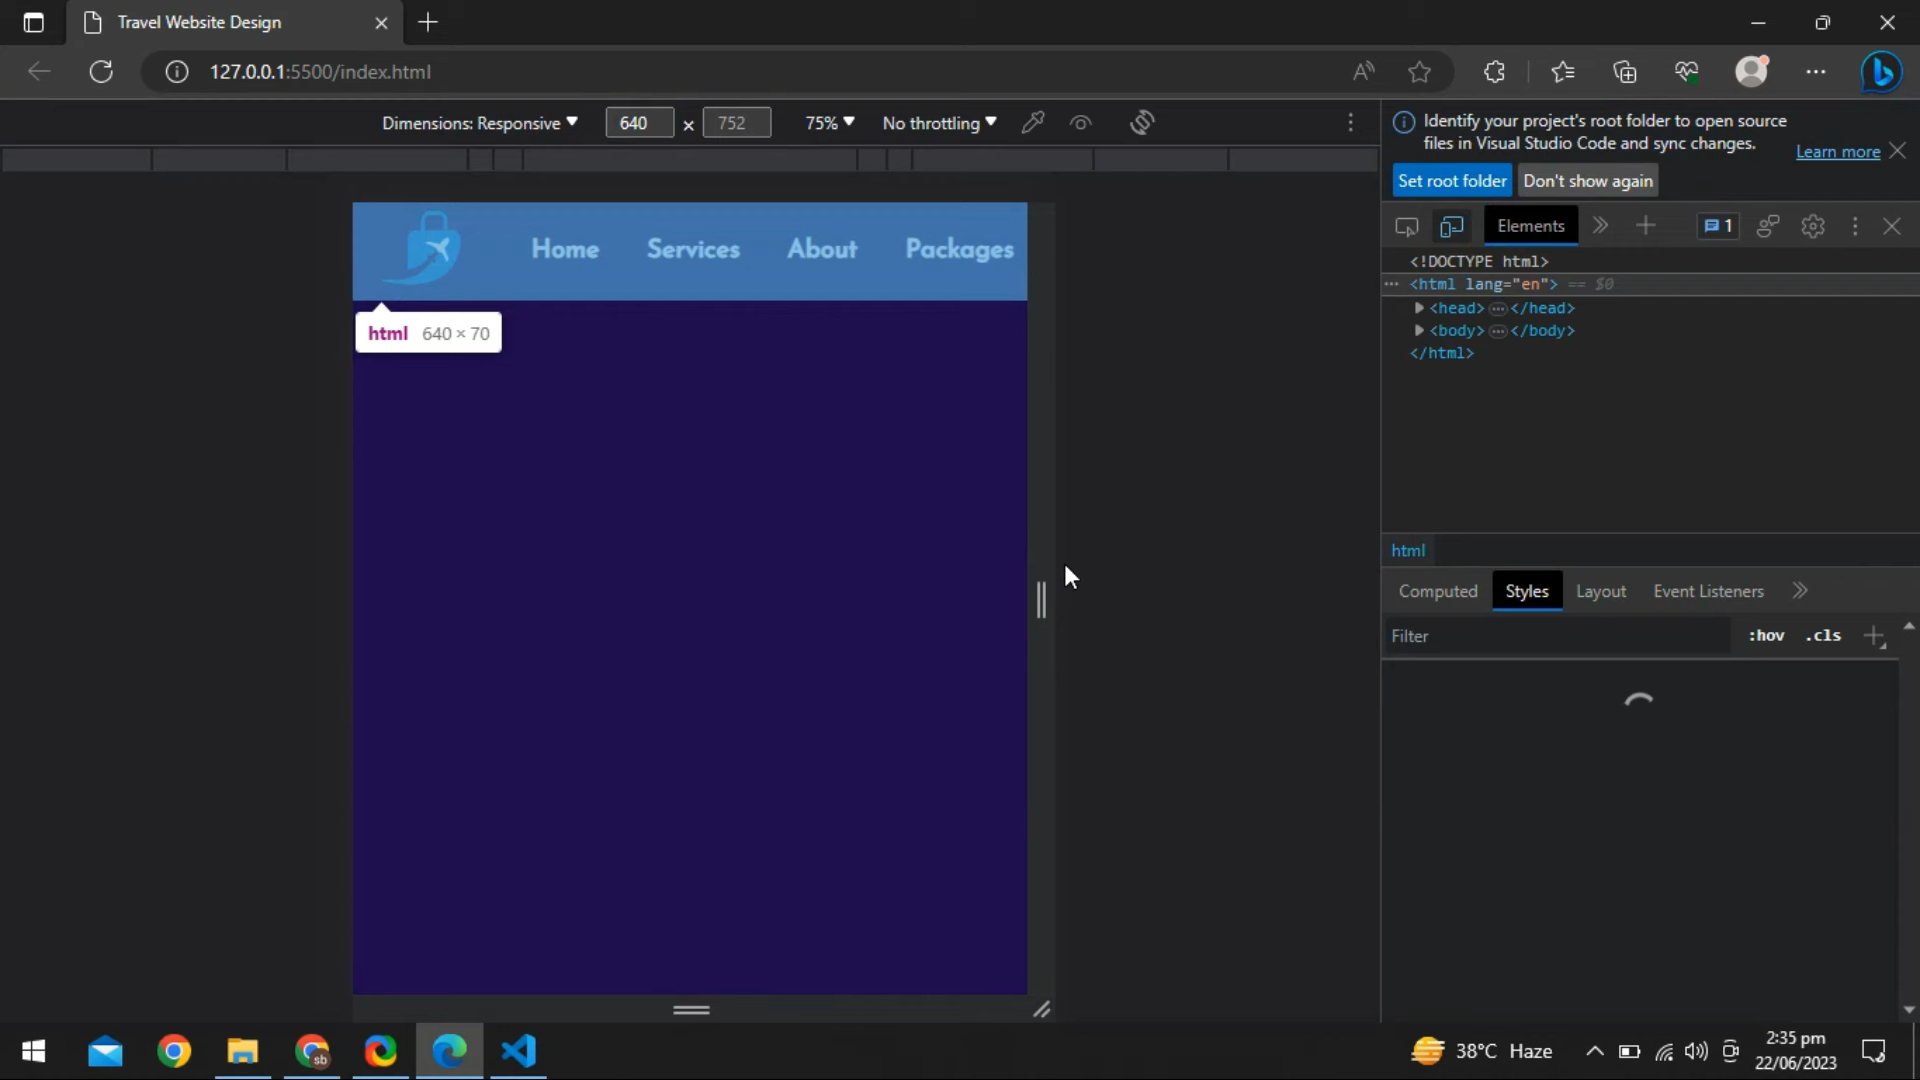 Travel Website Design
127.0.0.1:5500/index.html
Dimensions: Responsive 640 × 752 75% No throttling
Identify your project's root folder to open source
files in Visual Studio Code and sync changes.
Learn more
Set root folder Don't show again
Home Services About Packages
Elements 1
<!DOCTYPE html>
<html lang="en"> == $0
<head> </head>
<body> </body>
</html>
html 640 × 70
html
Computed Styles Layout Event Listeners
Filter :hov .cls
sb
38°C Haze
2:35 pm
22/06/2023